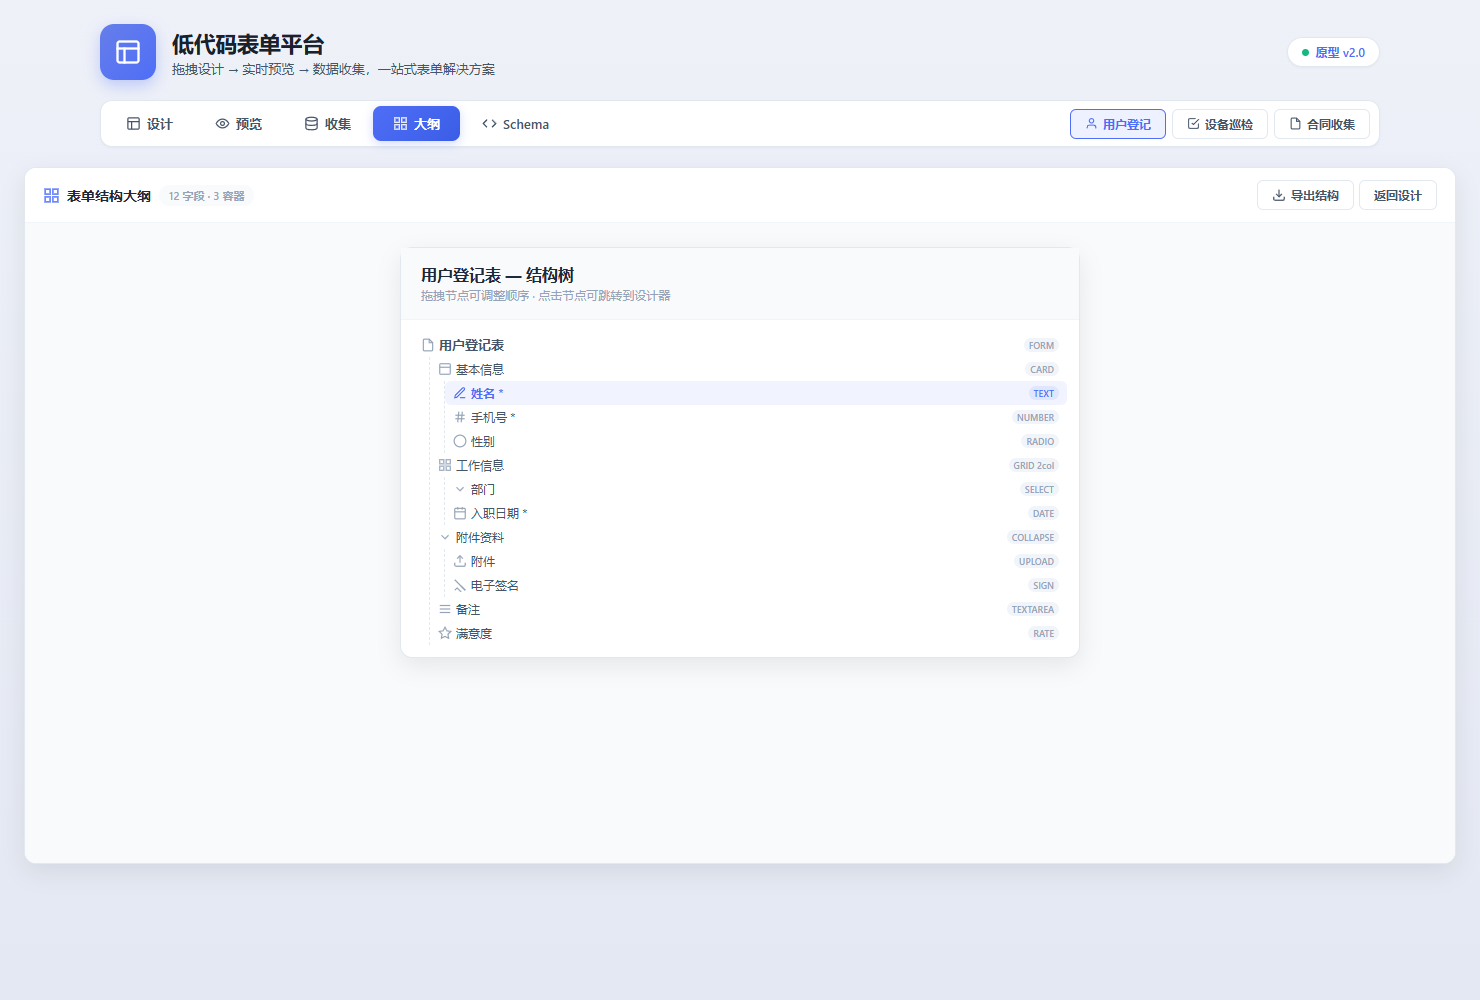 低代码表单平台
拖拽设计 → 实时预览 → 数据收集，一站式表单解决方案
原型 v2.0
设计 预览 收集 大纲 Schema 用户登记 设备巡检 合同收集
表单结构大纲 12 字段 · 3 容器 导出结构 返回设计
用户登记表 — 结构树
拖拽节点可调整顺序 · 点击节点可跳转到设计器
用户登记表 FORM
基本信息 CARD
姓名 * TEXT
手机号 * NUMBER
性别 RADIO
工作信息 GRID 2col
部门 SELECT
入职日期 * DATE
附件资料 COLLAPSE
附件 UPLOAD
电子签名 SIGN
备注 TEXTAREA
满意度 RATE